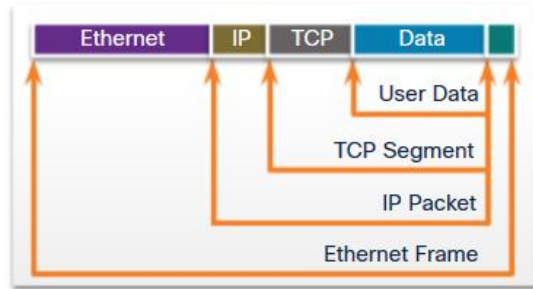 Ethernet IP TCP Data
User Data
TCP Segment
IP Packet
Ethernet Frame